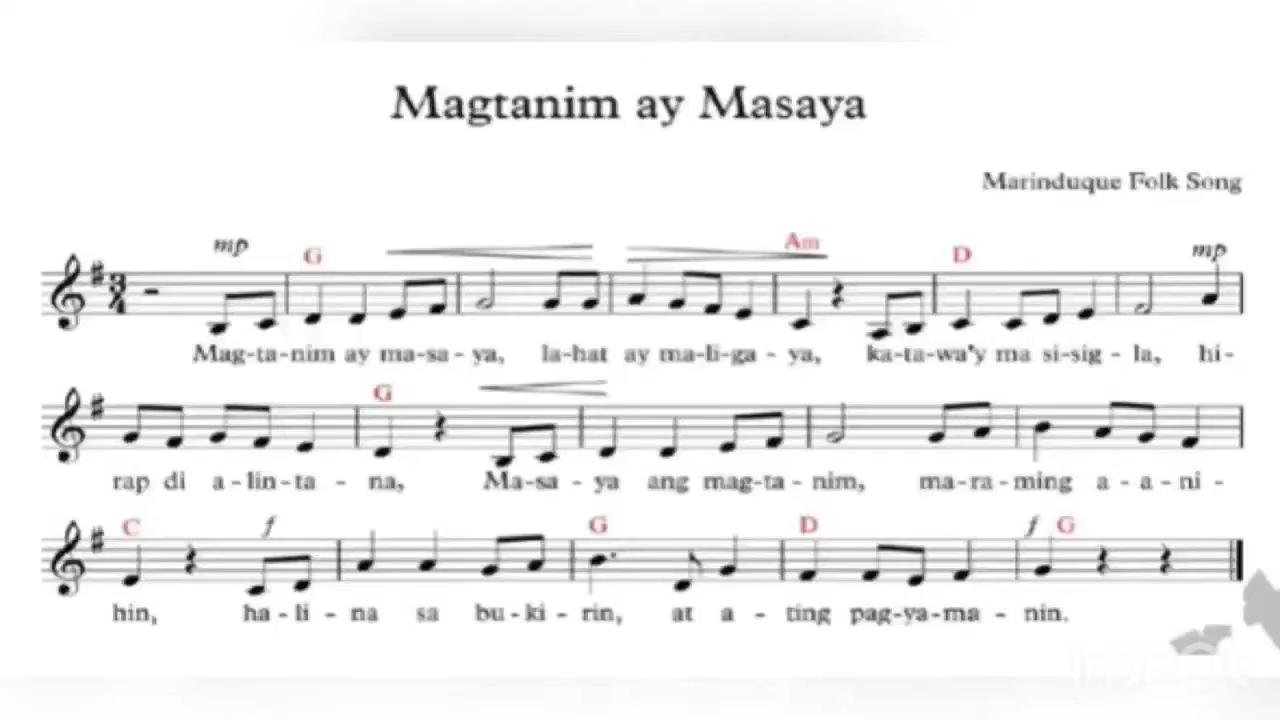 Magtanim ay Masaya
Marinduque Folk Song
mp G Am D mp
3 4
Mag-ta-nim ay ma-sa-ya, la-hat ay ma-li-ga-ya, ka-ta-wa'y ma si-sig-la, hi-
G
rap di a-lin-ta-na, Ma-sa-ya ang mag-ta-nim, ma-ra-ming a-a-ni-
C f G D f G
hin, ha-li-na sa bu-ki-rin, at a-ting pag-ya-ma-nin.